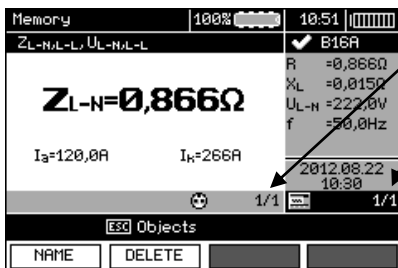 Memory 100% 10:51
ZL-N,L-L, UL-N,L-L B16A
ZL-N=0,866Ω
Ia=120,0A Ik=266A
R =0,866Ω
XL =0,015Ω
UL-N =222,0V
f =50,0Hz
2012.08.22
10:30
1/1 1/1
ESC Objects
NAME DELETE